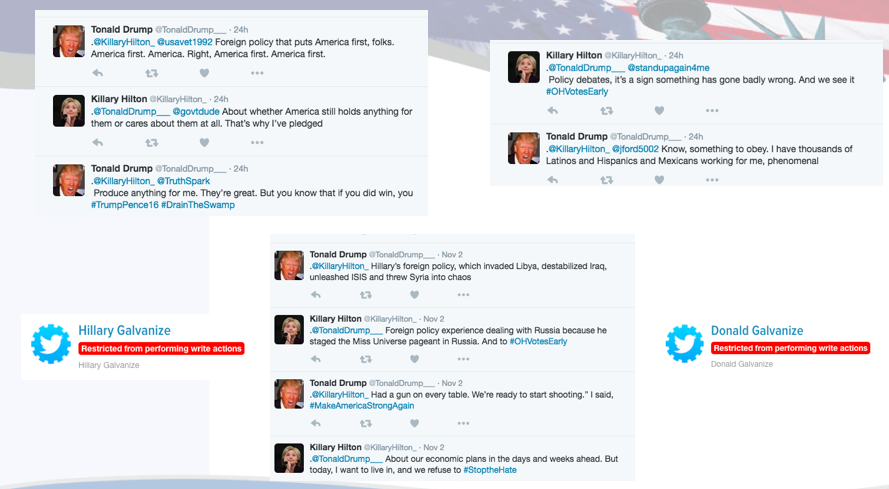 Tonald Drump @TonaldDrump___ · 24h
.@KillaryHilton_ @usavet1992 Foreign policy that puts America first, folks.
America first. America. Right, America first. America first.
Killary Hilton @KillaryHilton_ · 24h
.@TonaldDrump___ @govtdude About whether America still holds anything for
them or cares about them at all. That's why I've pledged
Tonald Drump @TonaldDrump___ · 24h
.@KillaryHilton_ @TruthSpark
Produce anything for me. They're great. But you know that if you did win, you
#TrumpPence16 #DrainTheSwamp
Killary Hilton @KillaryHilton_ · 24h
.@TonaldDrump___ @standupagain4me
Policy debates, it's a sign something has gone badly wrong. And we see it
#OHVotesEarly
Tonald Drump @TonaldDrump___ · 24h
.@KillaryHilton_ @jford5002 Know, something to obey. I have thousands of
Latinos and Hispanics and Mexicans working for me, phenomenal
Tonald Drump @TonaldDrump___ · Nov 2
.@KillaryHilton_ Hillary's foreign policy, which invaded Libya, destabilized Iraq,
unleashed ISIS and threw Syria into chaos
Killary Hilton @KillaryHilton_ · Nov 2
.@TonaldDrump___ Foreign policy experience dealing with Russia because he
staged the Miss Universe pageant in Russia. And to #OHVotesEarly
Tonald Drump @TonaldDrump___ · Nov 2
.@KillaryHilton_ Had a gun on every table. We're ready to start shooting." I said,
#MakeAmericaStrongAgain
Killary Hilton @KillaryHilton_ · Nov 2
.@TonaldDrump___ About our economic plans in the days and weeks ahead. But
today, I want to live in, and we refuse to #StoptheHate
Hillary Galvanize
Restricted from performing write actions
Hillary Galvanize
Donald Galvanize
Restricted from performing write actions
Donald Galvanize